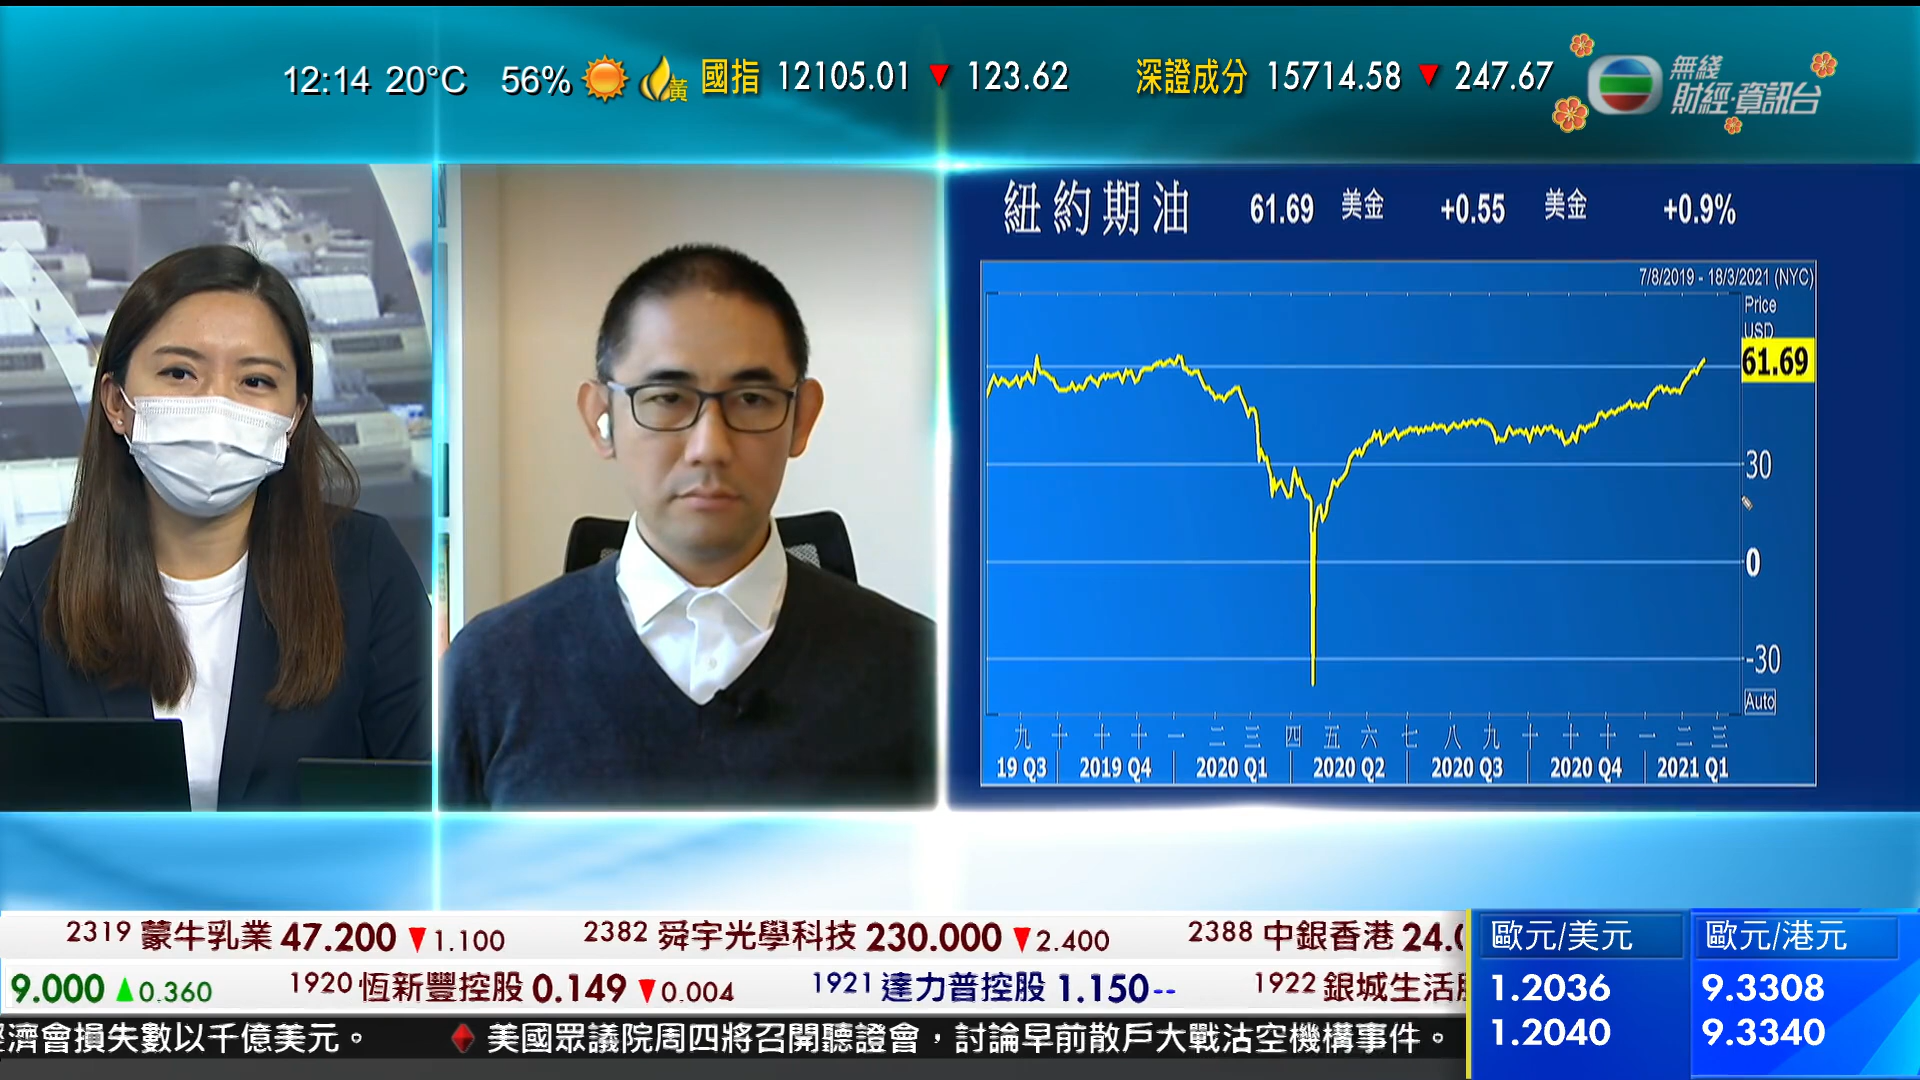 12:14 20°C 56% 黃 國指 12105.01 ▼ 123.62 深證成分 15714.58 ▼ 247.67
無綫
財經·資訊台
紐約期油 61.69 美金 +0.55 美金 +0.9%
7/8/2019 - 18/3/2021 (NYC)
Price
USD
61.69
30
0
-30
Auto
九 十 十 十 一 二 三 四 五 六 七 八 九 十 十 十 一 二 三
19 Q3 2019 Q4 2020 Q1 2020 Q2 2020 Q3 2020 Q4 2021 Q1
2319 蒙牛乳業 47.200 ▼1.100 2382 舜宇光學科技 230.000 ▼2.400 2388 中銀香港 24.0
9.000 ▲0.360 1920 恆新豐控股 0.149 ▼0.004 1921 達力普控股 1.150-- 1922 銀城生活
濟會損失數以千億美元。 ◆ 美國眾議院周四將召開聽證會，討論早前散戶大戰沽空機構事件。
歐元/美元 歐元/港元
1.2036 9.3308
1.2040 9.3340